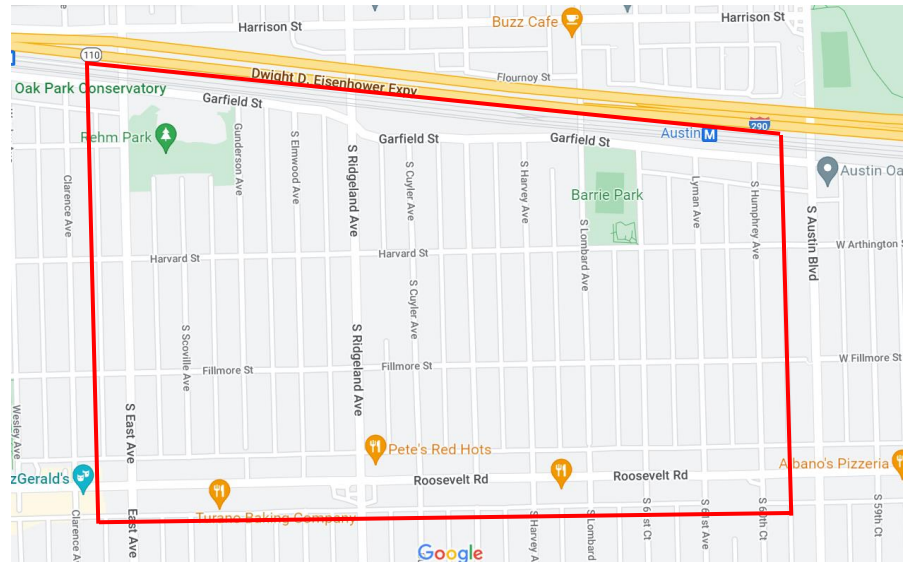 Harrison St
Buzz Cafe
Harrison St
110
Dwight D. Eisenhower Expy
Flournoy St
Oak Park Conservatory
Garfield St
Rehm Park
Gunderson Ave
S Elmwood Ave
S Ridgeland Ave
Garfield St
Garfield St
Austin
M
290
Austin Oa
Clarence Ave
S Cuyler Ave
S Harvey Ave
Barrie Park
Lyman Ave
S Humphrey Ave
S Austin Blvd
S Lombard Ave
Harvard St
Harvard St
W Arthington S
S Cuyler Ave
S Scoville Ave
S Ridgeland Ave
Fillmore St
Fillmore St
W Fillmore St
Wesley Ave
S East Ave
Pete's Red Hots
zGerald's
Roosevelt Rd
Roosevelt Rd
Albano's Pizzeria
Turano Baking Company
Clarence Ave
East Ave
S Harvey A
S Lombard
S 61st Ct
S 61st Ave
S 60th Ct
S 59th Ct
Google